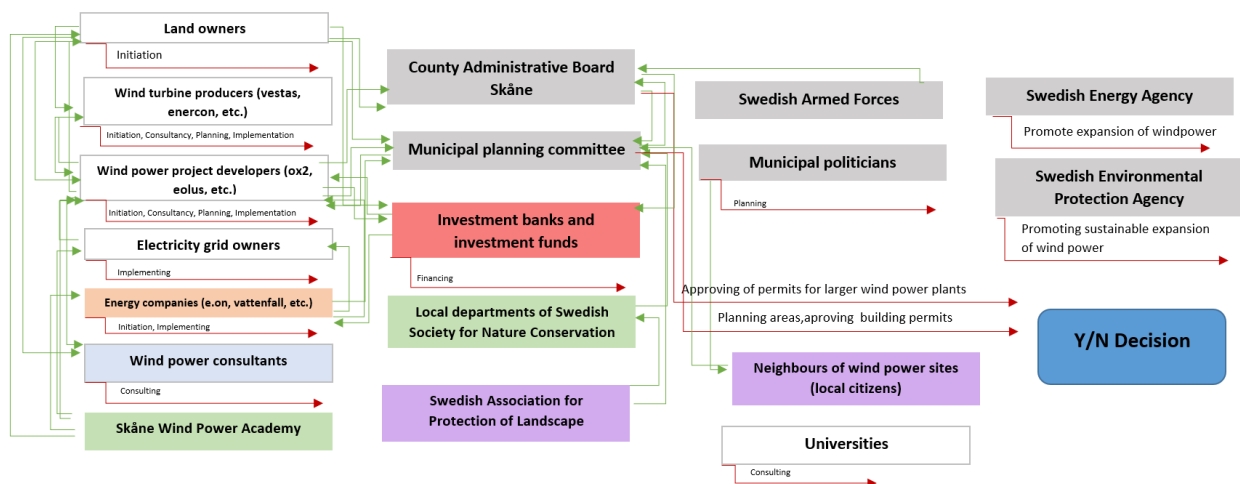 Land owners
Initiation
Wind turbine producers (vestas,
enercon, etc.)
Initiation, Consultancy, Planning, Implementation
Wind power project developers (ox2,
eolus, etc.)
Initiation, Consultancy, Planning, Implementation
Electricity grid owners
Implementing
Energy companies (e.on, vattenfall, etc.)
Initiation, Implementing
Wind power consultants
Consulting
Skåne Wind Power Academy
County Administrative Board
Skåne
Municipal planning committee
Investment banks and
investment funds
Financing
Local departments of Swedish
Society for Nature Conservation
Swedish Association for
Protection of Landscape
Swedish Armed Forces
Municipal politicians
Planning
Approving of permits for larger wind power plants
Planning areas,aproving building permits
Neighbours of wind power sites
(local citizens)
Universities
Consulting
Swedish Energy Agency
Promote expansion of windpower
Swedish Environmental
Protection Agency
Promoting sustainable expansion
of wind power
Y/N Decision